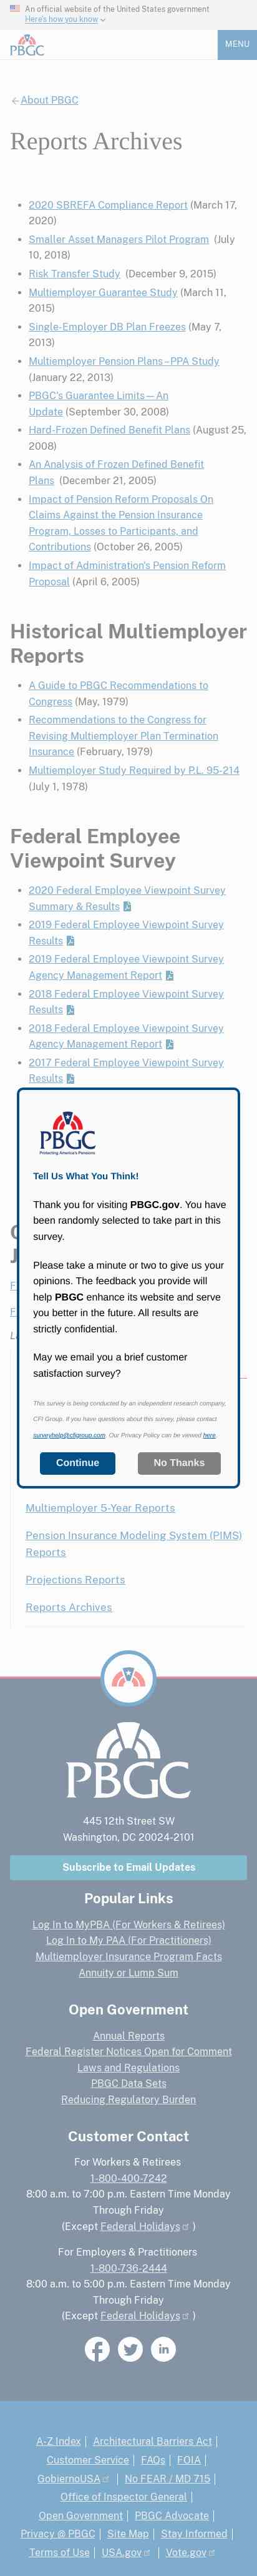 An official website of the United States government
Here's how you know
PBGC
MENU
About PBGC
Reports Archives
2020 SBREFA Compliance Report (March 17,
2020)
Smaller Asset Managers Pilot Program (July
10, 2018)
Risk Transfer Study (December 9, 2015)
Multiemployer Guarantee Study (March 11,
2015)
Single-Employer DB Plan Freezes (May 7,
2013)
Multiemployer Pension Plans – PPA Study
(January 22, 2013)
PBGC's Guarantee Limits — An
Update (September 30, 2008)
Hard-Frozen Defined Benefit Plans (August 25,
2008)
An Analysis of Frozen Defined Benefit
Plans (December 21, 2005)
Impact of Pension Reform Proposals On
Claims Against the Pension Insurance
Program, Losses to Participants, and
Contributions (October 26, 2005)
Impact of Administration's Pension Reform
Proposal (April 6, 2005)
Historical Multiemployer
Reports
A Guide to PBGC Recommendations to
Congress (May, 1979)
Recommendations to the Congress for
Revising Multiemployer Plan Termination
Insurance (February, 1979)
Multiemployer Study Required by P.L. 95-214
(July 1, 1978)
Federal Employee
Viewpoint Survey
2020 Federal Employee Viewpoint Survey
Summary & Results
2019 Federal Employee Viewpoint Survey
Results
2019 Federal Employee Viewpoint Survey
Agency Management Report
2018 Federal Employee Viewpoint Survey
Results
2018 Federal Employee Viewpoint Survey
Agency Management Report
2017 Federal Employee Viewpoint Survey
Results
PBGC
Protecting America's Pensions
Tell Us What You Think!
Thank you for visiting PBGC.gov. You have
been randomly selected to take part in this
survey.
Please take a minute or two to give us your
opinions. The feedback you provide will
help PBGC enhance its website and serve
you better in the future. All results are
strictly confidential.
May we email you a brief customer
satisfaction survey?
This survey is being conducted by an independent research company,
CFI Group. If you have questions about this survey, please contact
surveyhelp@cfigroup.com. Our Privacy Policy can be viewed here.
Continue
No Thanks
Multiemployer 5-Year Reports
Pension Insurance Modeling System (PIMS)
Reports
Projections Reports
Reports Archives
PBGC
445 12th Street SW
Washington, DC 20024-2101
Subscribe to Email Updates
Popular Links
Log In to MyPBA (For Workers & Retirees)
Log In to My PAA (For Practitioners)
Multiemployer Insurance Program Facts
Annuity or Lump Sum
Open Government
Annual Reports
Federal Register Notices Open for Comment
Laws and Regulations
PBGC Data Sets
Reducing Regulatory Burden
Customer Contact
For Workers & Retirees
1-800-400-7242
8:00 a.m. to 7:00 p.m. Eastern Time Monday
Through Friday
(Except Federal Holidays )
For Employers & Practitioners
1-800-736-2444
8:00 a.m. to 5:00 p.m. Eastern Time Monday
Through Friday
(Except Federal Holidays )
A-Z Index | Architectural Barriers Act |
Customer Service | FAQs | FOIA |
GobiernoUSA | No FEAR / MD 715 |
Office of Inspector General |
Open Government | PBGC Advocate |
Privacy @ PBGC | Site Map | Stay Informed |
Terms of Use | USA.gov | Vote.gov